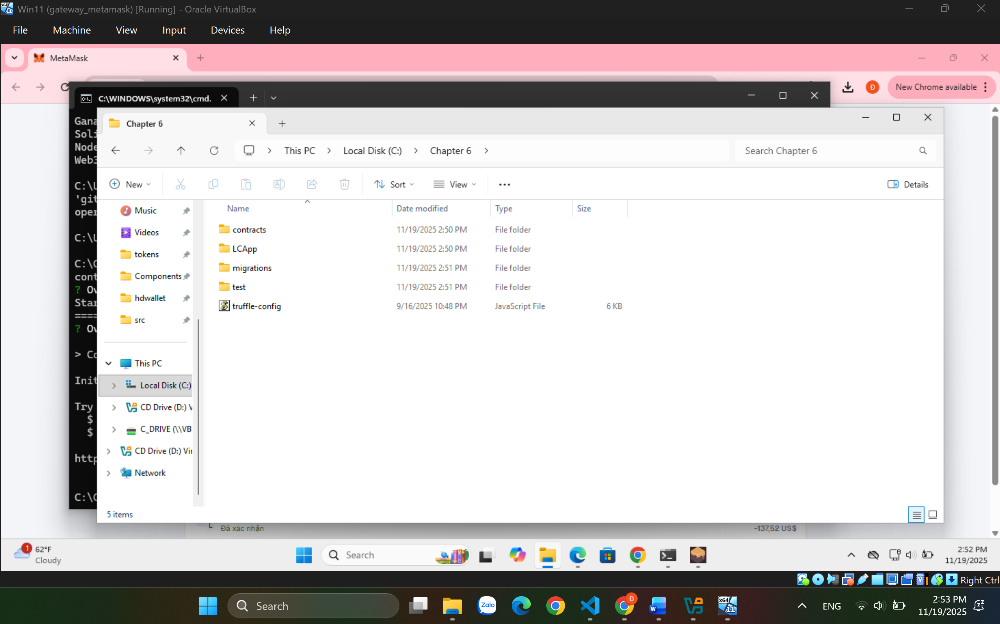 Win11 (gateway_metamask) [Running] - Oracle VirtualBox
File Machine View Input Devices Help
MetaMask
New Chrome available
C:\WINDOWS\system32\cmd.
Gana
Soli
Node
Web3
C:\U
'git
oper
C:\U
C:\C
cont
? Ov
Star
====
? Ov
> Co
Init
Try
$
$
http
C:\C
Chapter 6
This PC > Local Disk (C:) > Chapter 6 >
Search Chapter 6
New Sort View ... Details
Music
Videos
tokens
Components
hdwallet
src
This PC
Local Disk (C:)
CD Drive (D:) V
C_DRIVE (\\VB
CD Drive (D:) Vir
Network
Name Date modified Type Size
contracts 11/19/2025 2:50 PM File folder
LCApp 11/19/2025 2:50 PM File folder
migrations 11/19/2025 2:51 PM File folder
test 11/19/2025 2:51 PM File folder
truffle-config 9/16/2025 10:48 PM JavaScript File 6 KB
5 items
Đã xác nhận -137,52 US$
1
62°F
Cloudy
Search
2:52 PM
11/19/2025
Right Ctrl
Search
Zalo
ENG
2:53 PM
11/19/2025